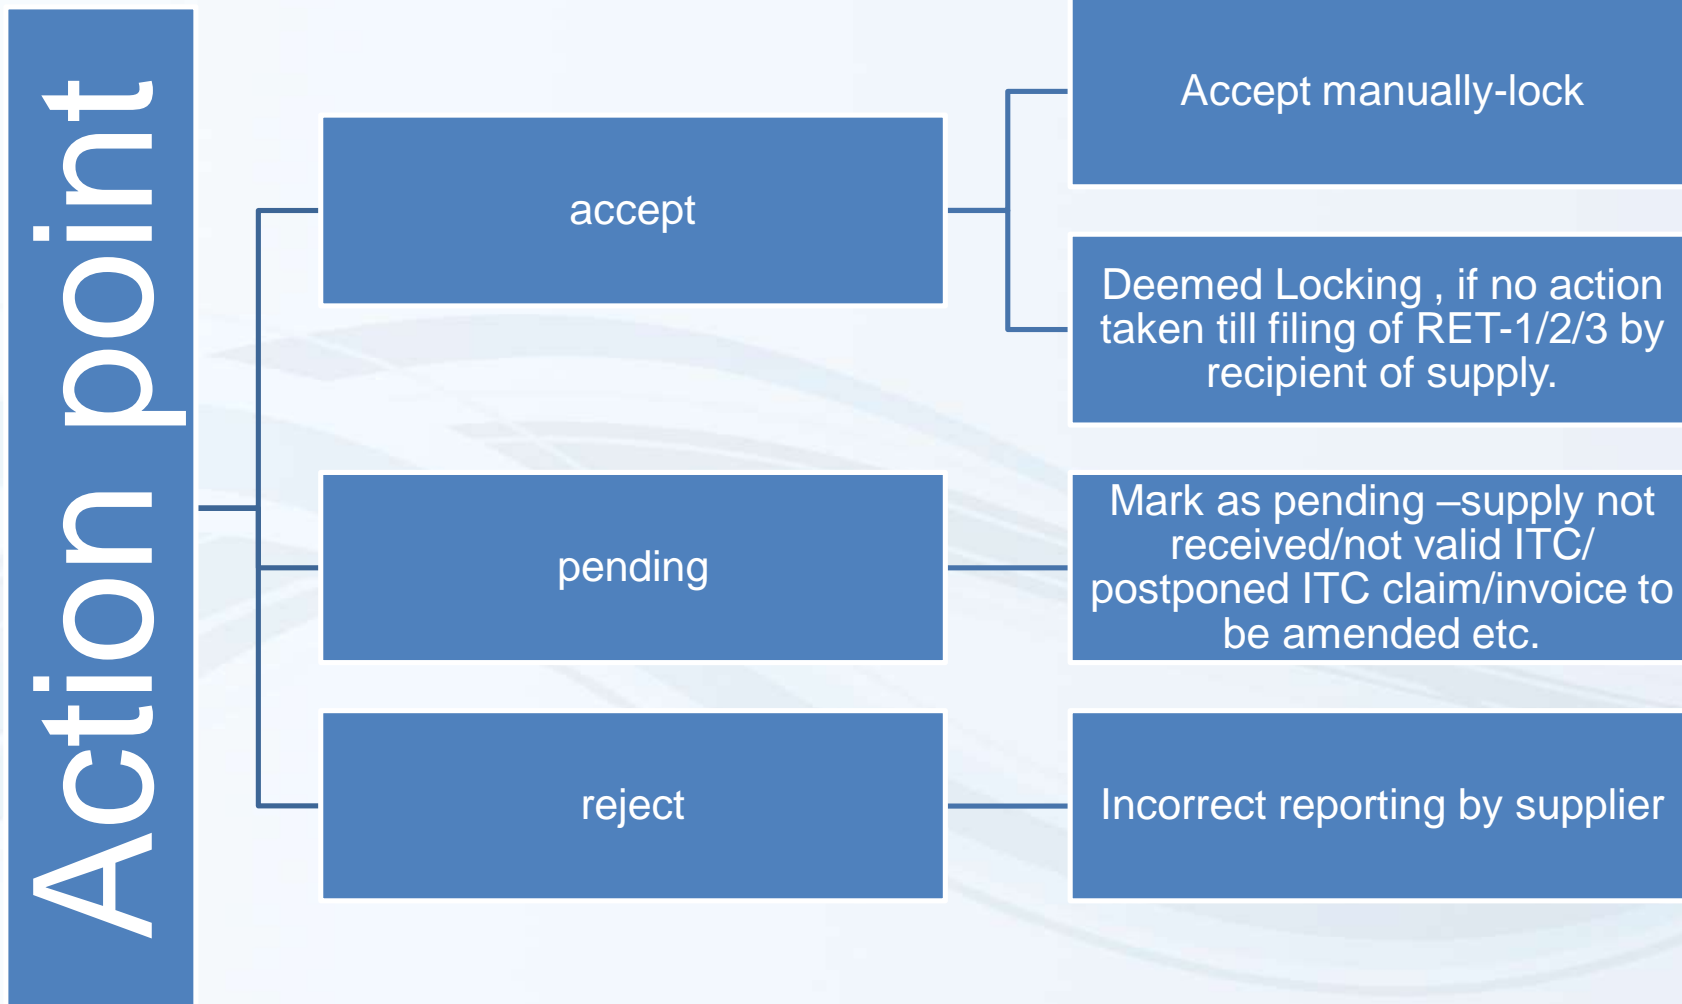 Action point
accept
Accept manually-lock
Deemed Locking , if no action
taken till filing of RET-1/2/3 by
recipient of supply.
pending
Mark as pending –supply not
received/not valid ITC/
postponed ITC claim/invoice to
be amended etc.
reject
Incorrect reporting by supplier